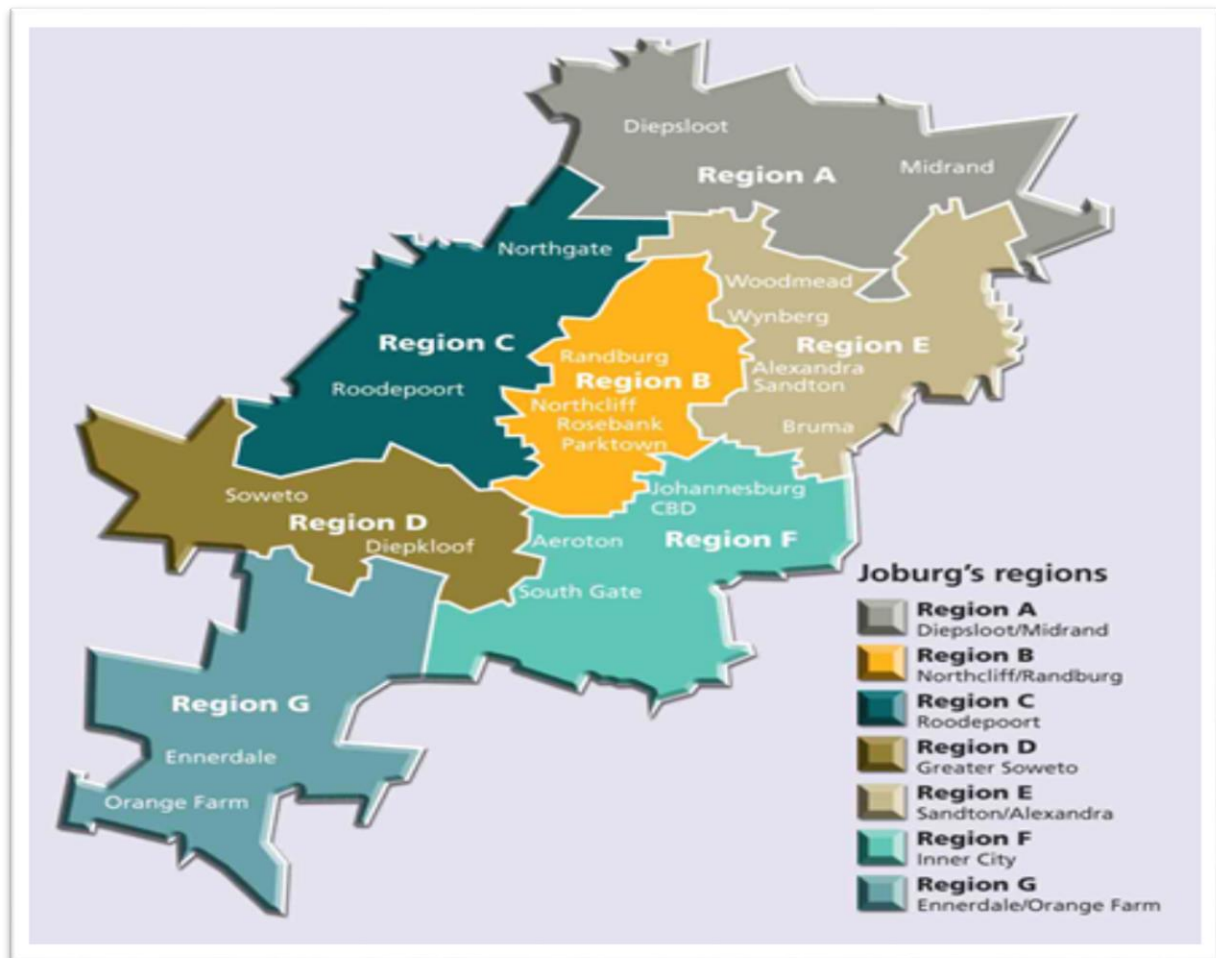 Diepsloot
Midrand
Region A
Northgate
Woodmead
Wynberg
Region C
Region E
Randburg
Alexandra
Region B
Sandton
Roodepoort
Northcliff
Rosebank
Bruma
Parktown
Soweto
Johannesburg
CBD
Region D
Diepkloof
Aeroton
Region F
South Gate
Region G
Ennerdale
Orange Farm
Joburg's regions
Region A
Diepsloot/Midrand
Region B
Northcliff/Randburg
Region C
Roodepoort
Region D
Greater Soweto
Region E
Sandton/Alexandra
Region F
Inner City
Region G
Ennerdale/Orange Farm